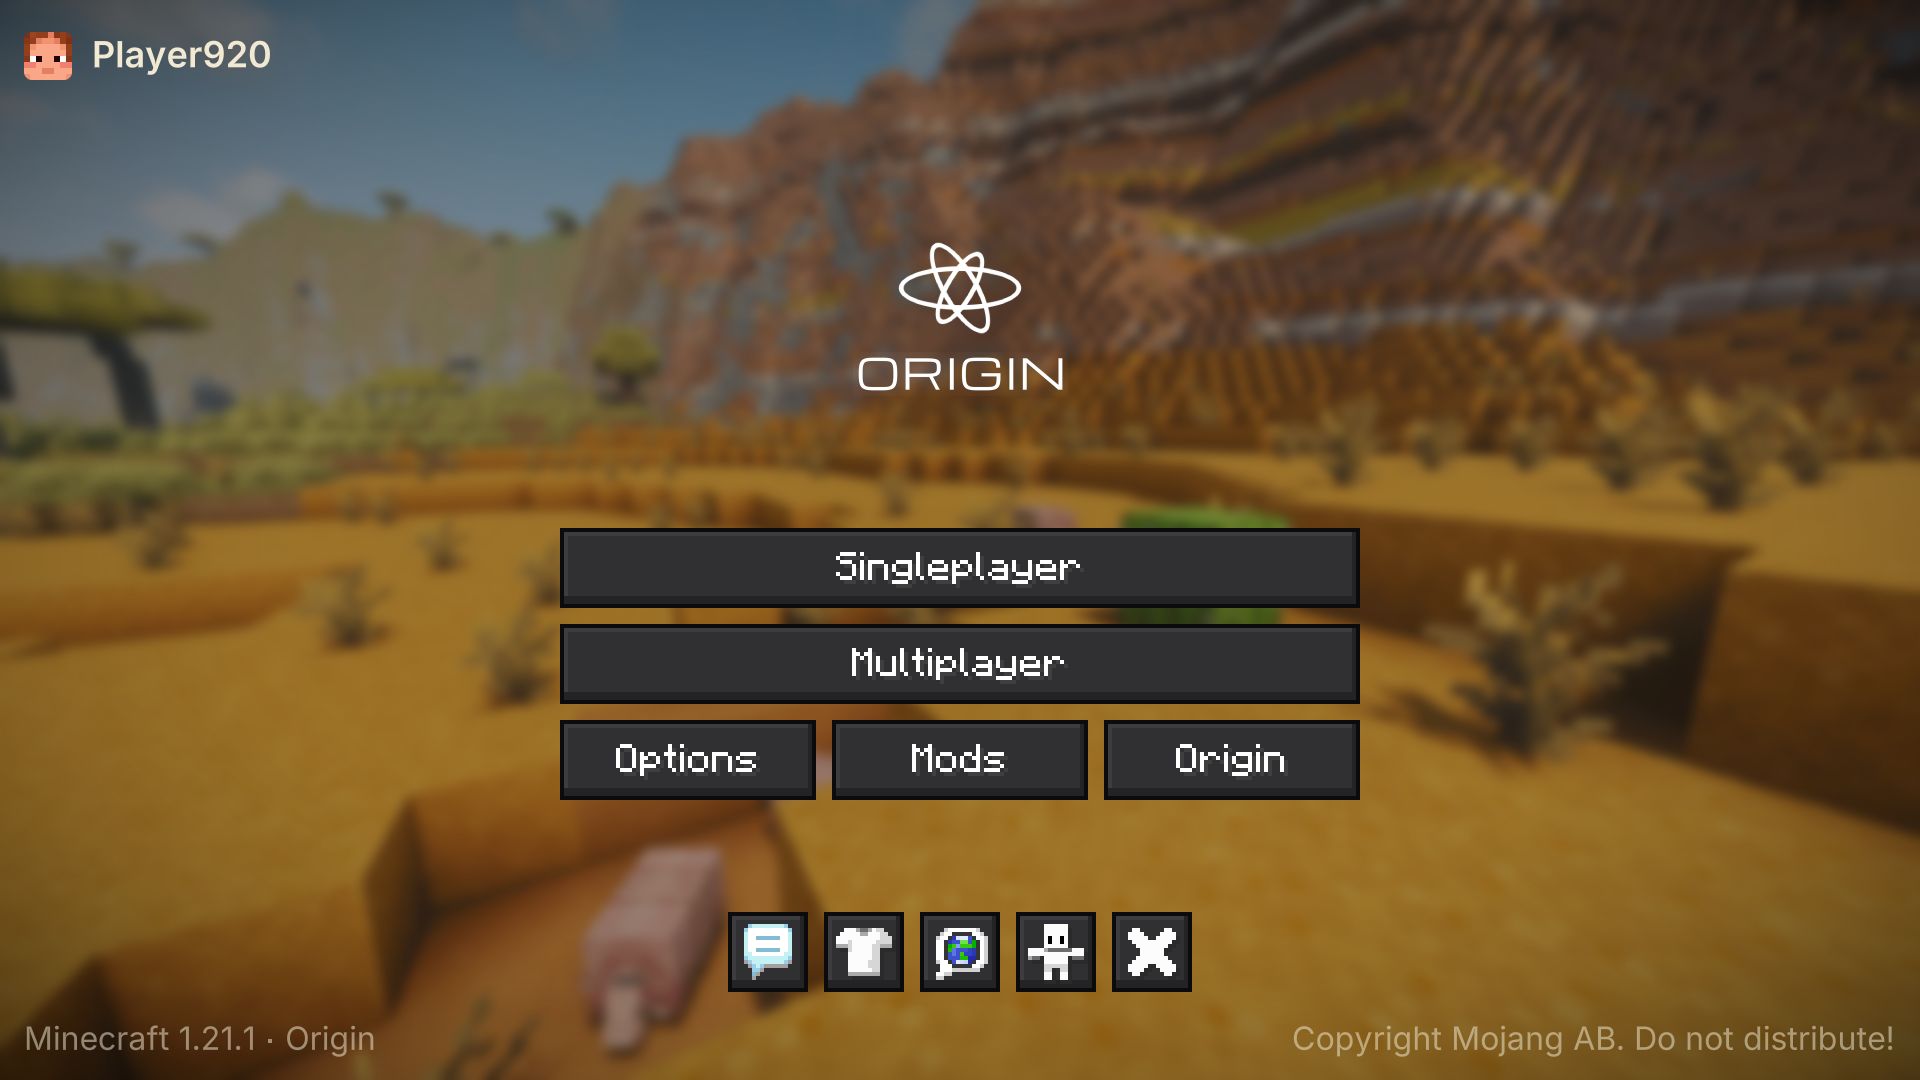 Player920
ORIGIN
Singleplayer
Multiplayer
Options
Mods
Origin
Minecraft 1.21.1 · Origin
Copyright Mojang AB. Do not distribute!